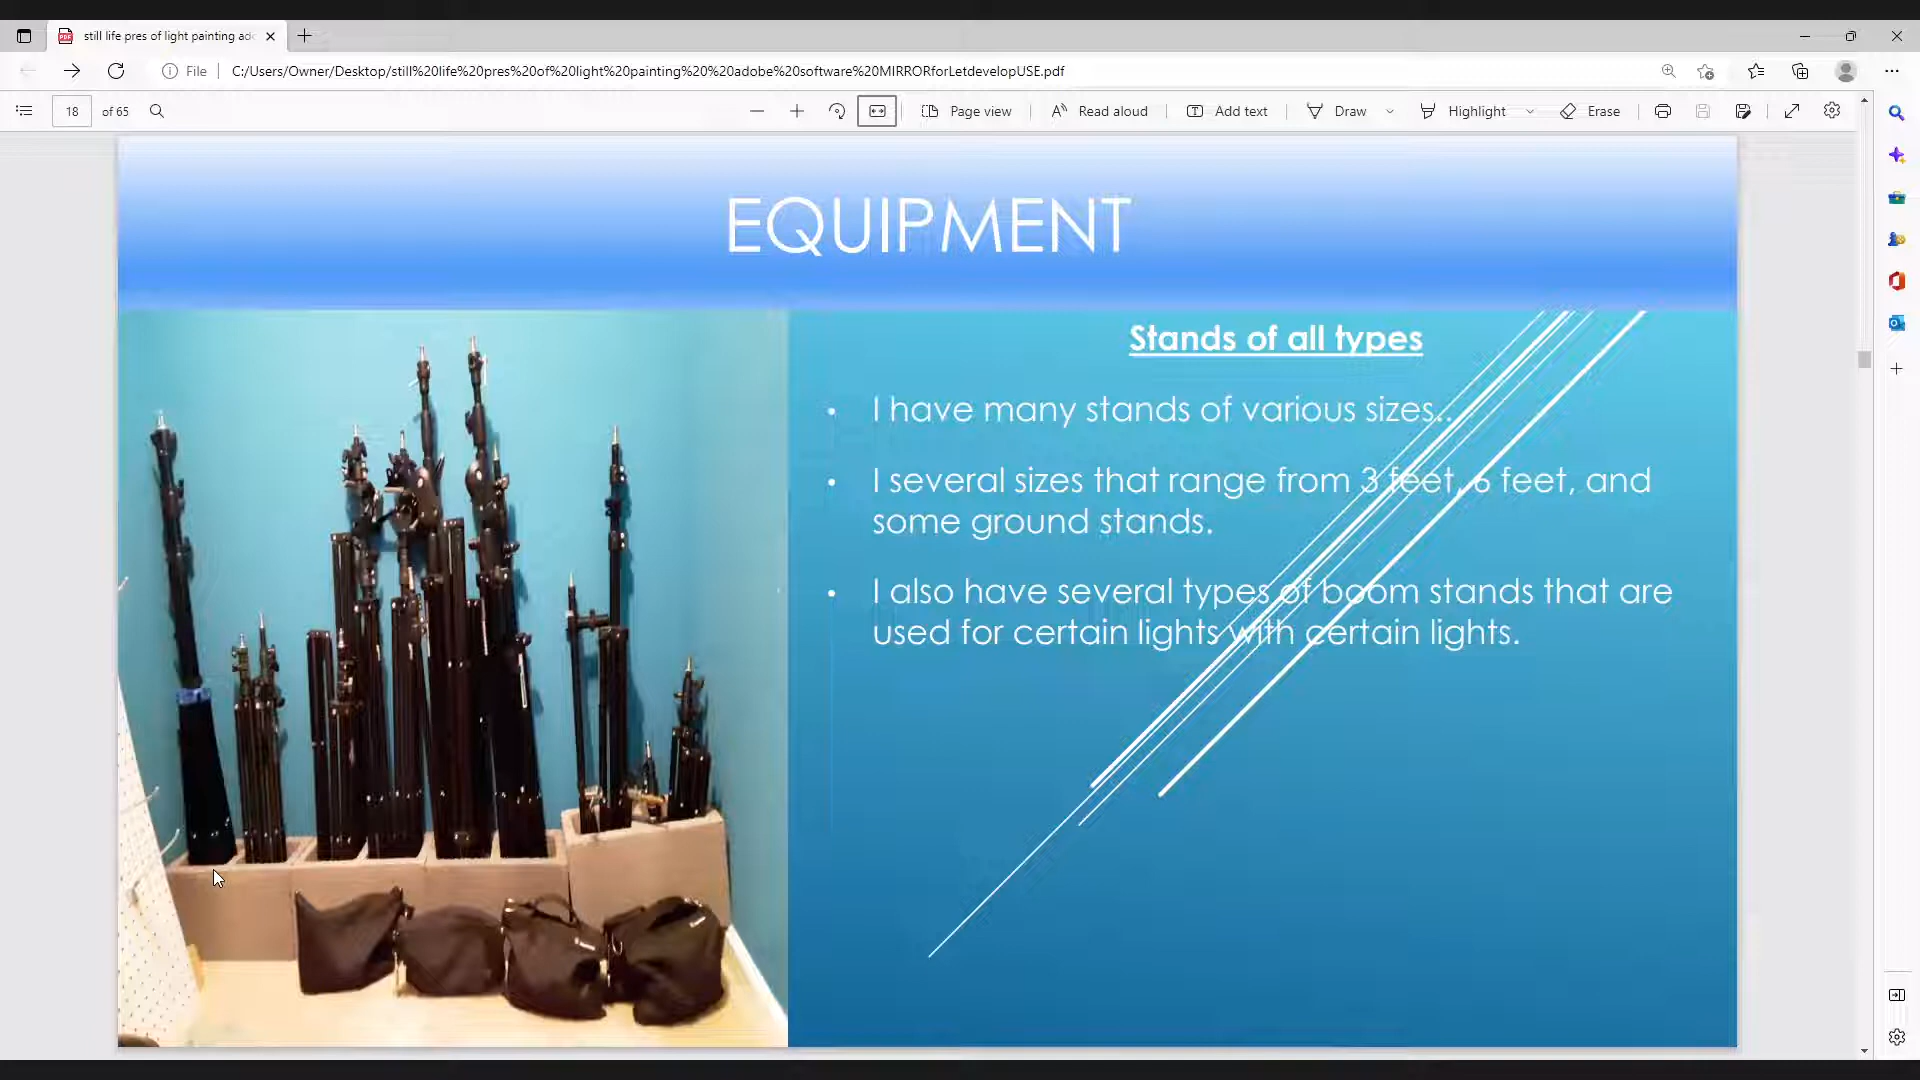 still life pres of light painting ado
File
C:/Users/Owner/Desktop/still%20life%20pres%20of%20light%20painting%20%20adobe%20software%20MIRRORforLetdevelopUSE.pdf
18 of 65
Page view
Read aloud
Add text
Draw
Highlight
Erase
EQUIPMENT
Stands of all types
• I have many stands of various sizes..
• I several sizes that range from 3 feet, 6 feet, and
some ground stands.
• I also have several types of boom stands that are
used for certain lights with certain lights.